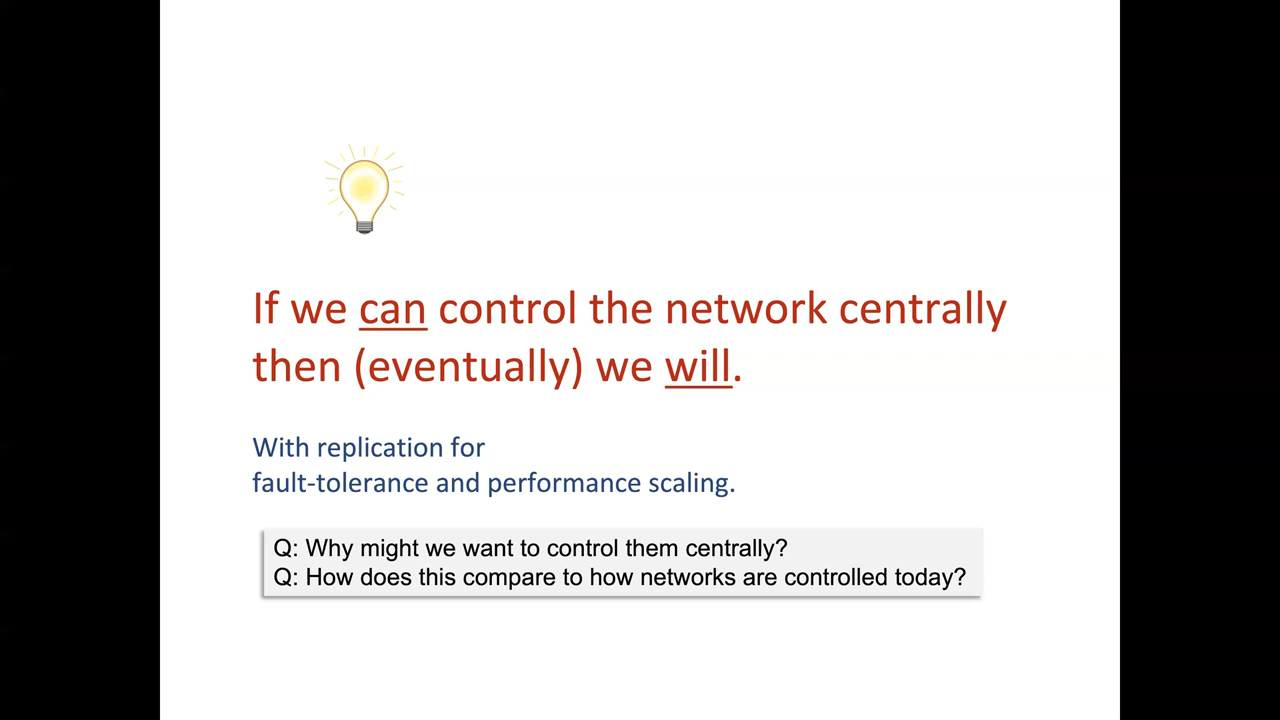 If we can control the network centrally
then (eventually) we will.
With replication for
fault-tolerance and performance scaling.
Q: Why might we want to control them centrally?
Q: How does this compare to how networks are controlled today?